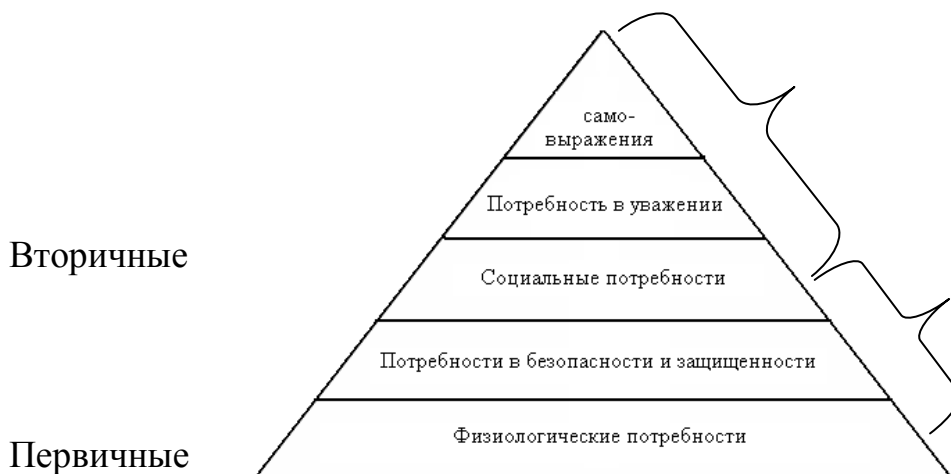 само-
выражения
Потребность в уважении
Вторичные
Социальные потребности
Потребности в безопасности и защищенности
Физиологические потребности
Первичные